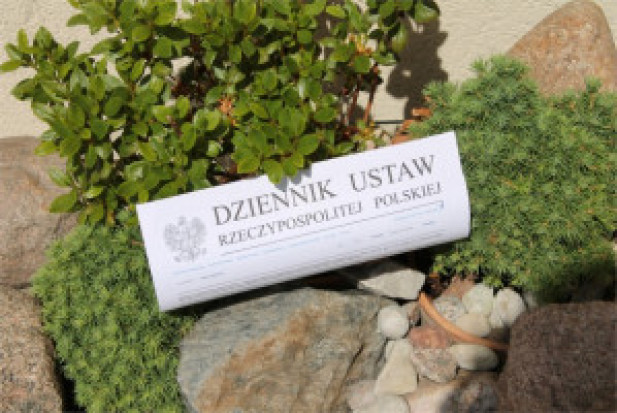 DZIENNIK USTAW
RZECZYPOSPOLITEJ POLSKIEJ